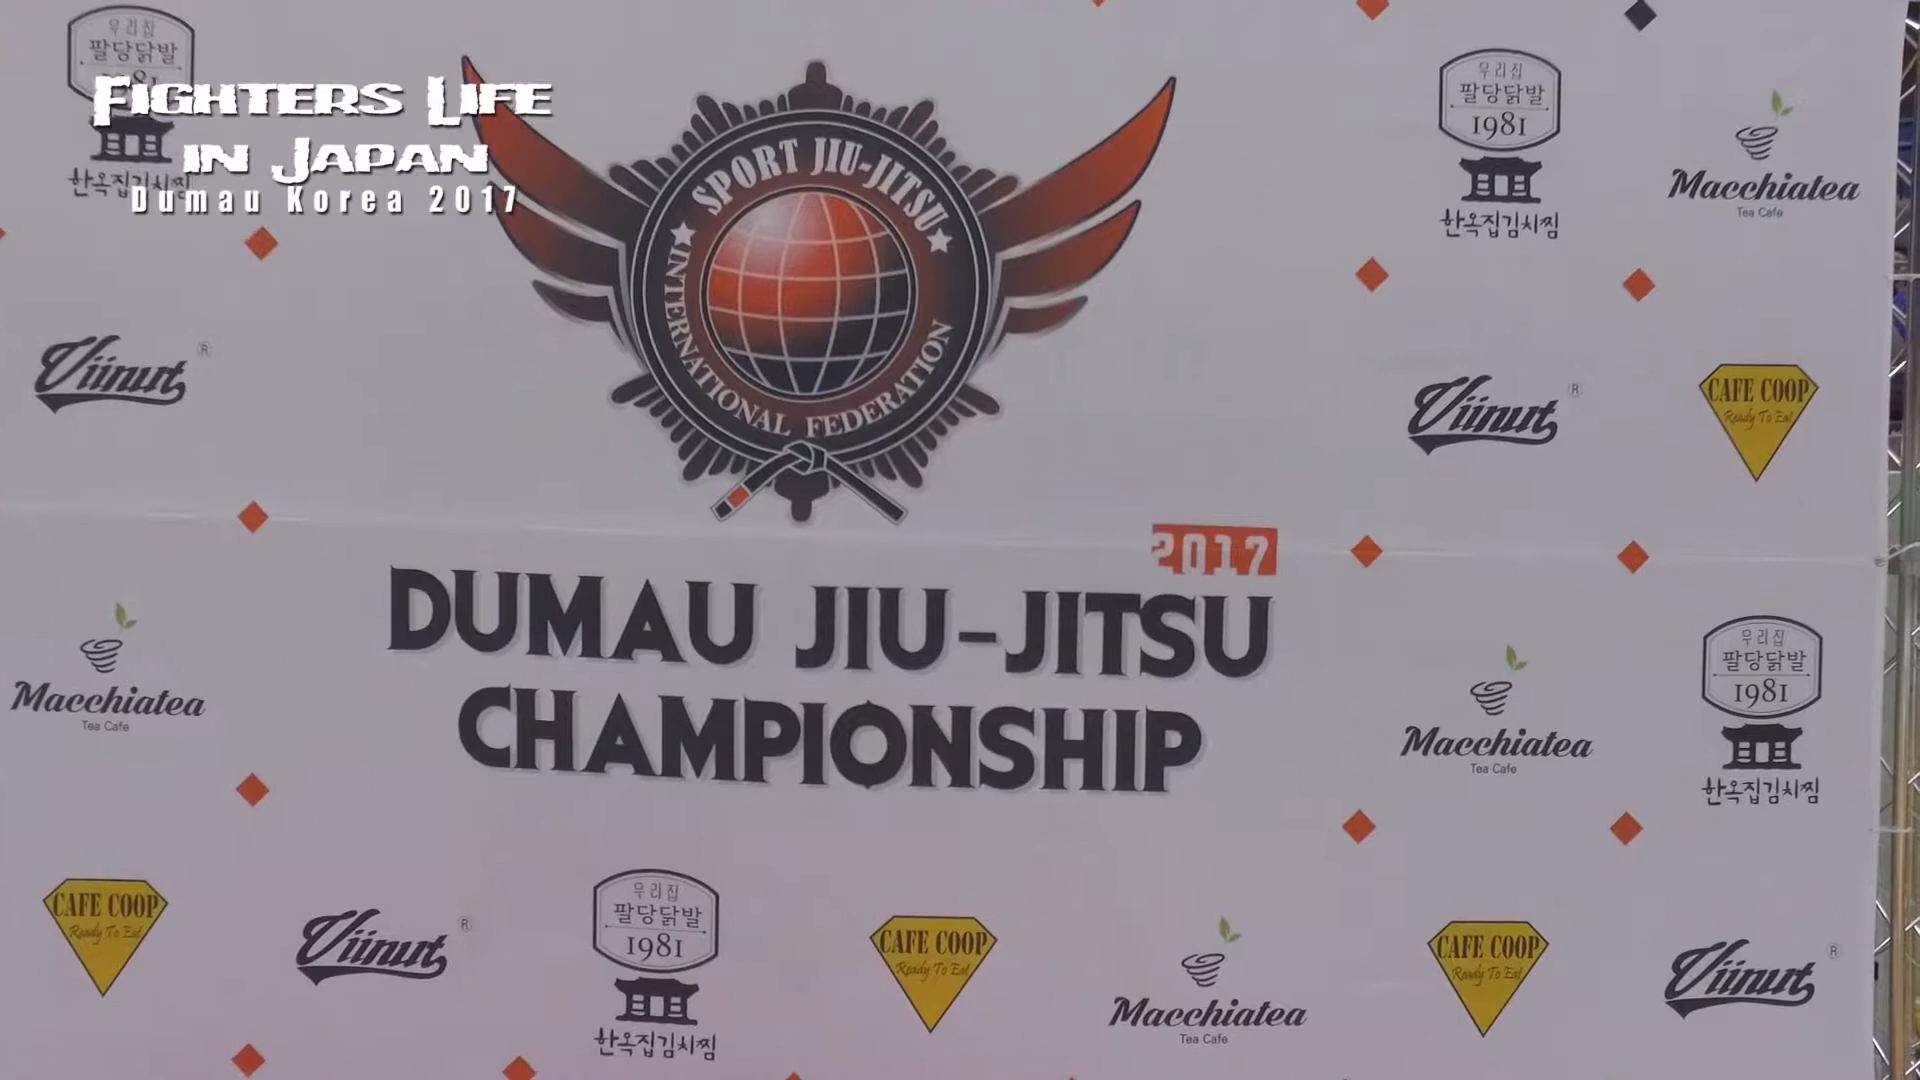 우리집
팔당닭발
FIGHTERS LIFE
IN JAPAN
한옥집김치찜
Dumau Korea 2017
SPORT JIU-JITSU
INTERNATIONAL FEDERATION
우리집
팔당닭발
1981
한옥집김치찜
Macchiatea
Tea Cafe
Viinut ®
Viinut ®
CAFE COOP
Ready To Eat
2017
DUMAU JIU-JITSU
CHAMPIONSHIP
Macchiatea
Tea Cafe
Macchiatea
Tea Cafe
우리집
팔당닭발
1981
한옥집김치찜
CAFE COOP
Ready To Eat
Viinut ®
우리집
팔당닭발
1981
한옥집김치찜
CAFE COOP
Ready To Eat
Macchiatea
Tea Cafe
CAFE COOP
Ready To Eat
Viinut ®